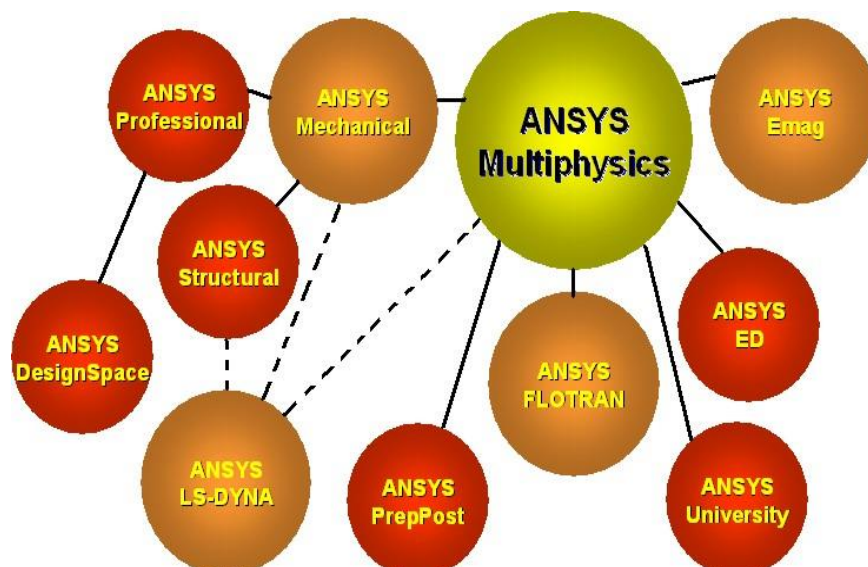 ANSYS
Professional
ANSYS
Mechanical
ANSYS
Multiphysics
ANSYS
Emag
ANSYS
Structural
ANSYS
DesignSpace
ANSYS
ED
ANSYS
FLOTRAN
ANSYS
LS-DYNA
ANSYS
PrepPost
ANSYS
University